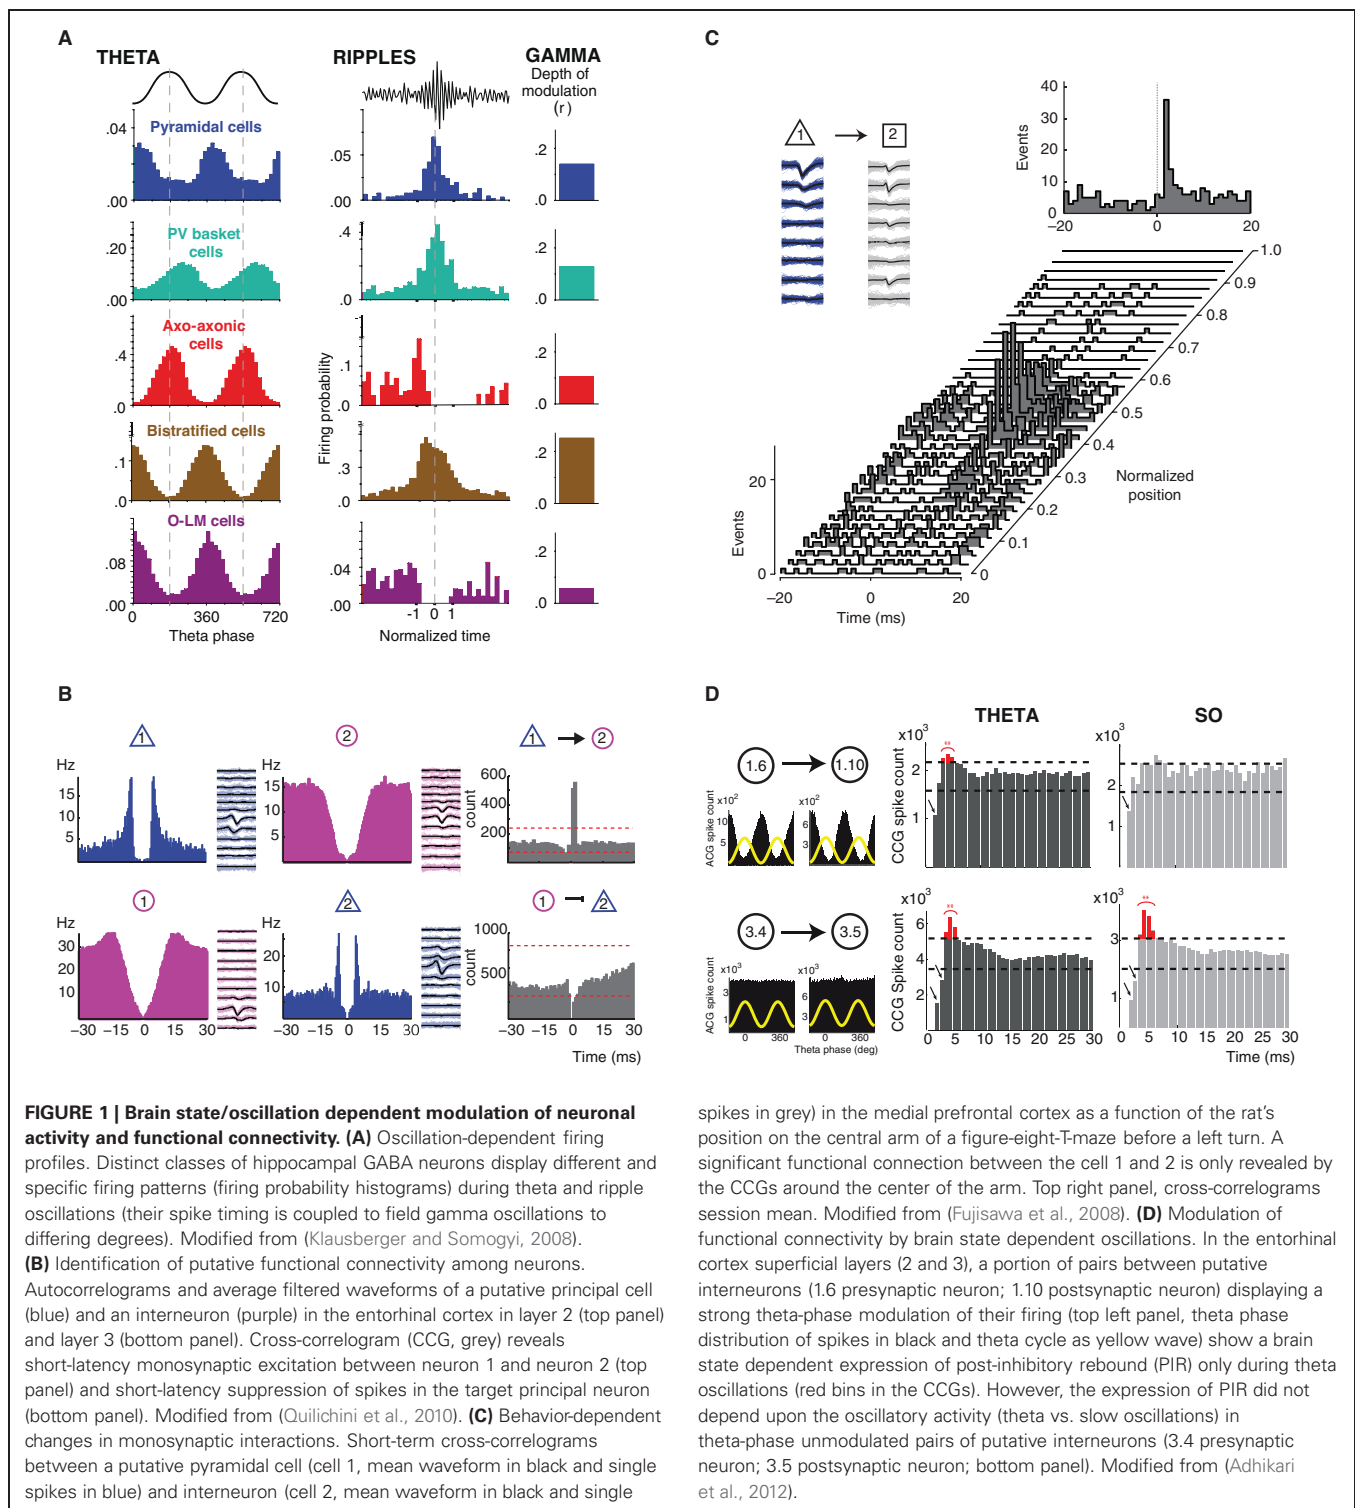 A
THETA
RIPPLES
GAMMA
Depth of
modulation
(r)
Pyramidal cells
.04
.00
.05
.00
.2
.0
PV basket
cells
.20
.00
.4
.0
.2
.0
Axo-axonic
cells
.4
.0
.1
.0
.2
.0
Firing probability
Bistratified cells
.1
.0
.3
.0
.2
.0
O-LM cells
.08
.00
.04
.00
.2
.0
0 360 720
Theta phase
-1 0 1
Normalized time
C
1
2
Events
40
30
20
10
0
−20 0 20
1.0
0.9
0.8
0.7
0.6
0.5
0.4
0.3
0.2
0.1
0
Normalized
position
Events
20
0
−20 0 20
Time (ms)
B
1
2
1 2
Hz
15
10
5
Hz
15
10
5
count
600
400
200
1
2
1 2
Hz
30
20
10
Hz
20
10
count
1000
500
−30 −15 0 15 30
−30 −15 0 15 30
−30 −15 0 15 30
Time (ms)
D
THETA
SO
1.6 1.10
ACG spike count
x10²
10
5
x10²
6
3
CCG spike count
x10³
2
1
**
x10³
2
1
3.4 3.5
ACG spike count
x10³
3
1
x10³
6
3
0 360
0 360
Theta phase (deg)
CCG Spike count
x10³
6
4
2
**
x10³
3
1
**
0 5 10 15 20 25 30
0 5 10 15 20 25 30
Time (ms)
FIGURE 1 | Brain state/oscillation dependent modulation of neuronal
activity and functional connectivity. (A) Oscillation-dependent firing
profiles. Distinct classes of hippocampal GABA neurons display different and
specific firing patterns (firing probability histograms) during theta and ripple
oscillations (their spike timing is coupled to field gamma oscillations to
differing degrees). Modified from (Klausberger and Somogyi, 2008).
(B) Identification of putative functional connectivity among neurons.
Autocorrelograms and average filtered waveforms of a putative principal cell
(blue) and an interneuron (purple) in the entorhinal cortex in layer 2 (top panel)
and layer 3 (bottom panel). Cross-correlogram (CCG, grey) reveals
short-latency monosynaptic excitation between neuron 1 and neuron 2 (top
panel) and short-latency suppression of spikes in the target principal neuron
(bottom panel). Modified from (Quilichini et al., 2010). (C) Behavior-dependent
changes in monosynaptic interactions. Short-term cross-correlograms
between a putative pyramidal cell (cell 1, mean waveform in black and single
spikes in blue) and interneuron (cell 2, mean waveform in black and single
spikes in grey) in the medial prefrontal cortex as a function of the rat's
position on the central arm of a figure-eight-T-maze before a left turn. A
significant functional connection between the cell 1 and 2 is only revealed by
the CCGs around the center of the arm. Top right panel, cross-correlograms
session mean. Modified from (Fujisawa et al., 2008). (D) Modulation of
functional connectivity by brain state dependent oscillations. In the entorhinal
cortex superficial layers (2 and 3), a portion of pairs between putative
interneurons (1.6 presynaptic neuron; 1.10 postsynaptic neuron) displaying a
strong theta-phase modulation of their firing (top left panel, theta phase
distribution of spikes in black and theta cycle as yellow wave) show a brain
state dependent expression of post-inhibitory rebound (PIR) only during theta
oscillations (red bins in the CCGs). However, the expression of PIR did not
depend upon the oscillatory activity (theta vs. slow oscillations) in
theta-phase unmodulated pairs of putative interneurons (3.4 presynaptic
neuron; 3.5 postsynaptic neuron; bottom panel). Modified from (Adhikari
et al., 2012).